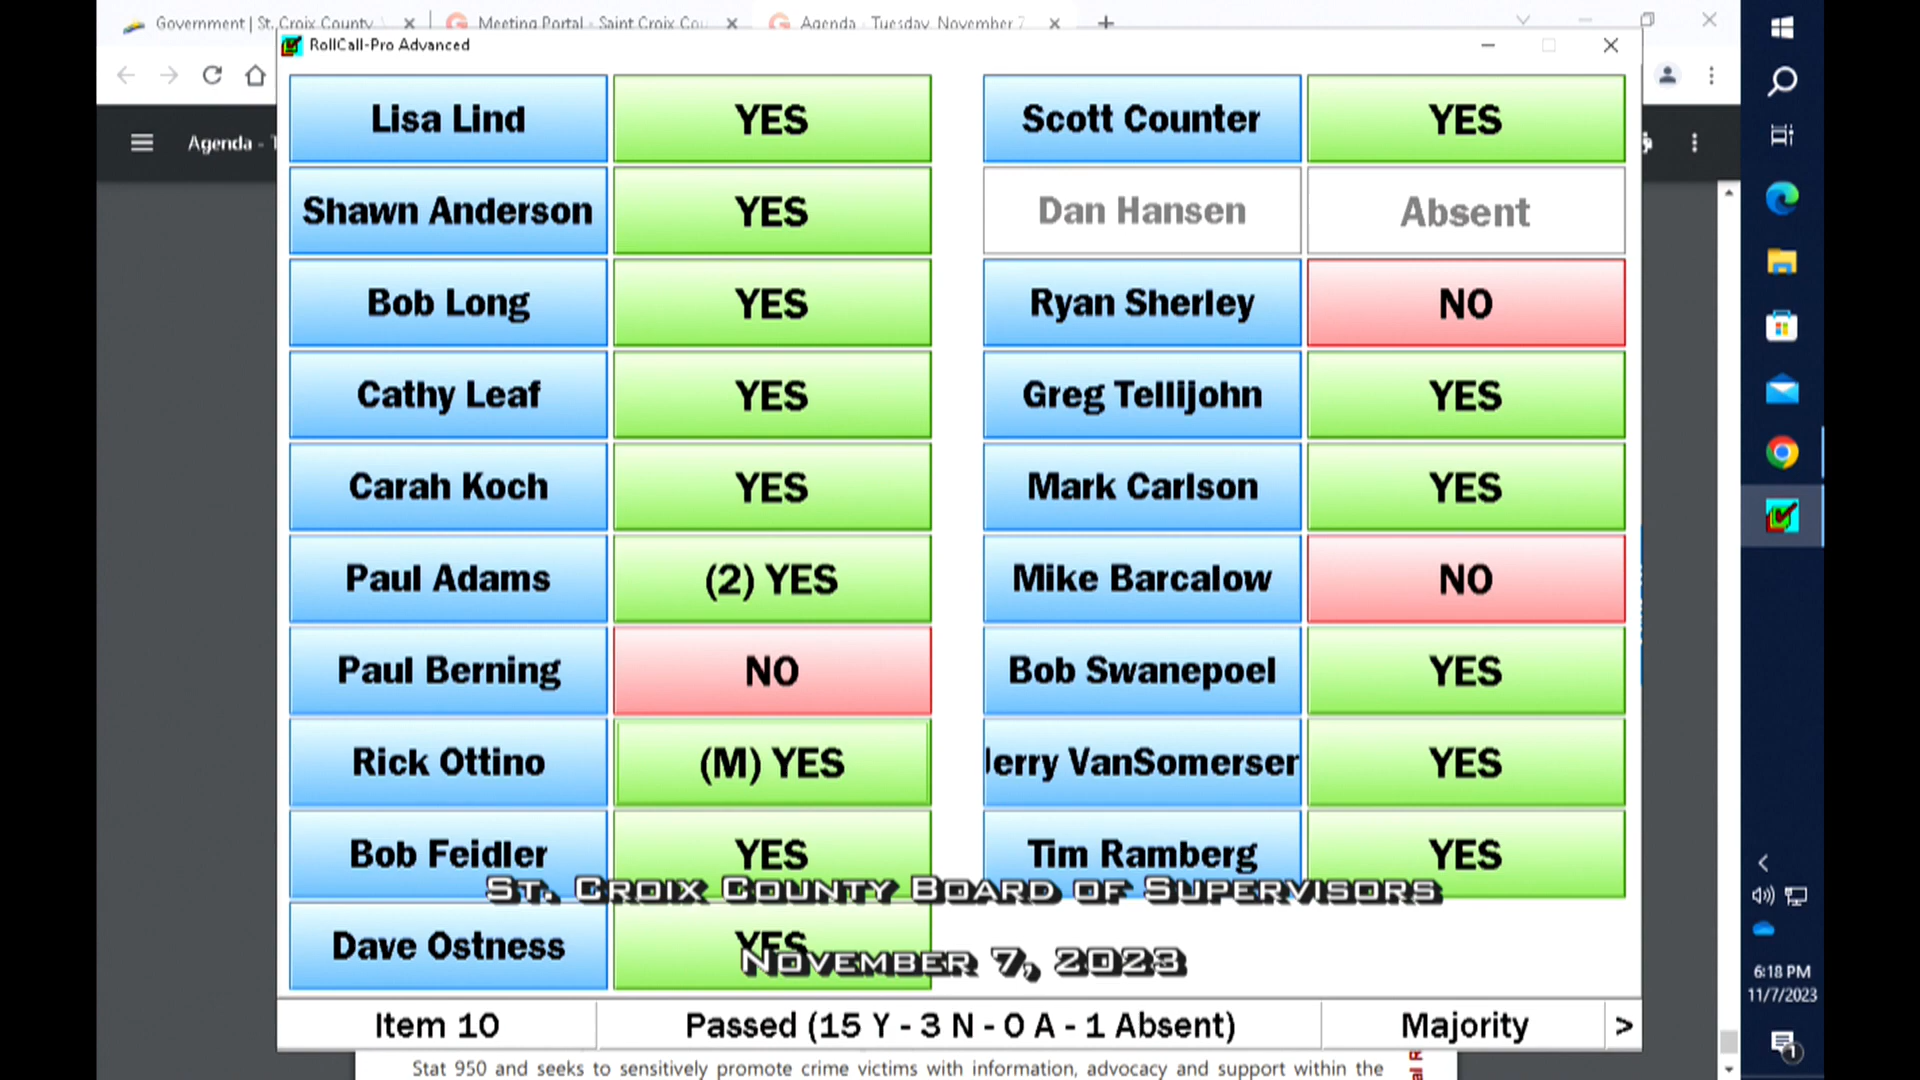 Government | St. Croix County
Meeting Portal - Saint Croix Cou
Agenda - Tuesday, November 7
RollCall-Pro Advanced
Agenda -
Lisa Lind YES
Shawn Anderson YES
Bob Long YES
Cathy Leaf YES
Carah Koch YES
Paul Adams (2) YES
Paul Berning NO
Rick Ottino (M) YES
Bob Feidler YES
Dave Ostness YES
Scott Counter YES
Dan Hansen Absent
Ryan Sherley NO
Greg Tellijohn YES
Mark Carlson YES
Mike Barcalow NO
Bob Swanepoel YES
Jerry VanSomerser YES
Tim Ramberg YES
St. Croix County Board of Supervisors
November 7, 2023
Item 10 Passed (15 Y - 3 N - 0 A - 1 Absent) Majority >
Stat 950 and seeks to sensitively promote crime victims with information, advocacy and support within the
6:18 PM
11/7/2023
1